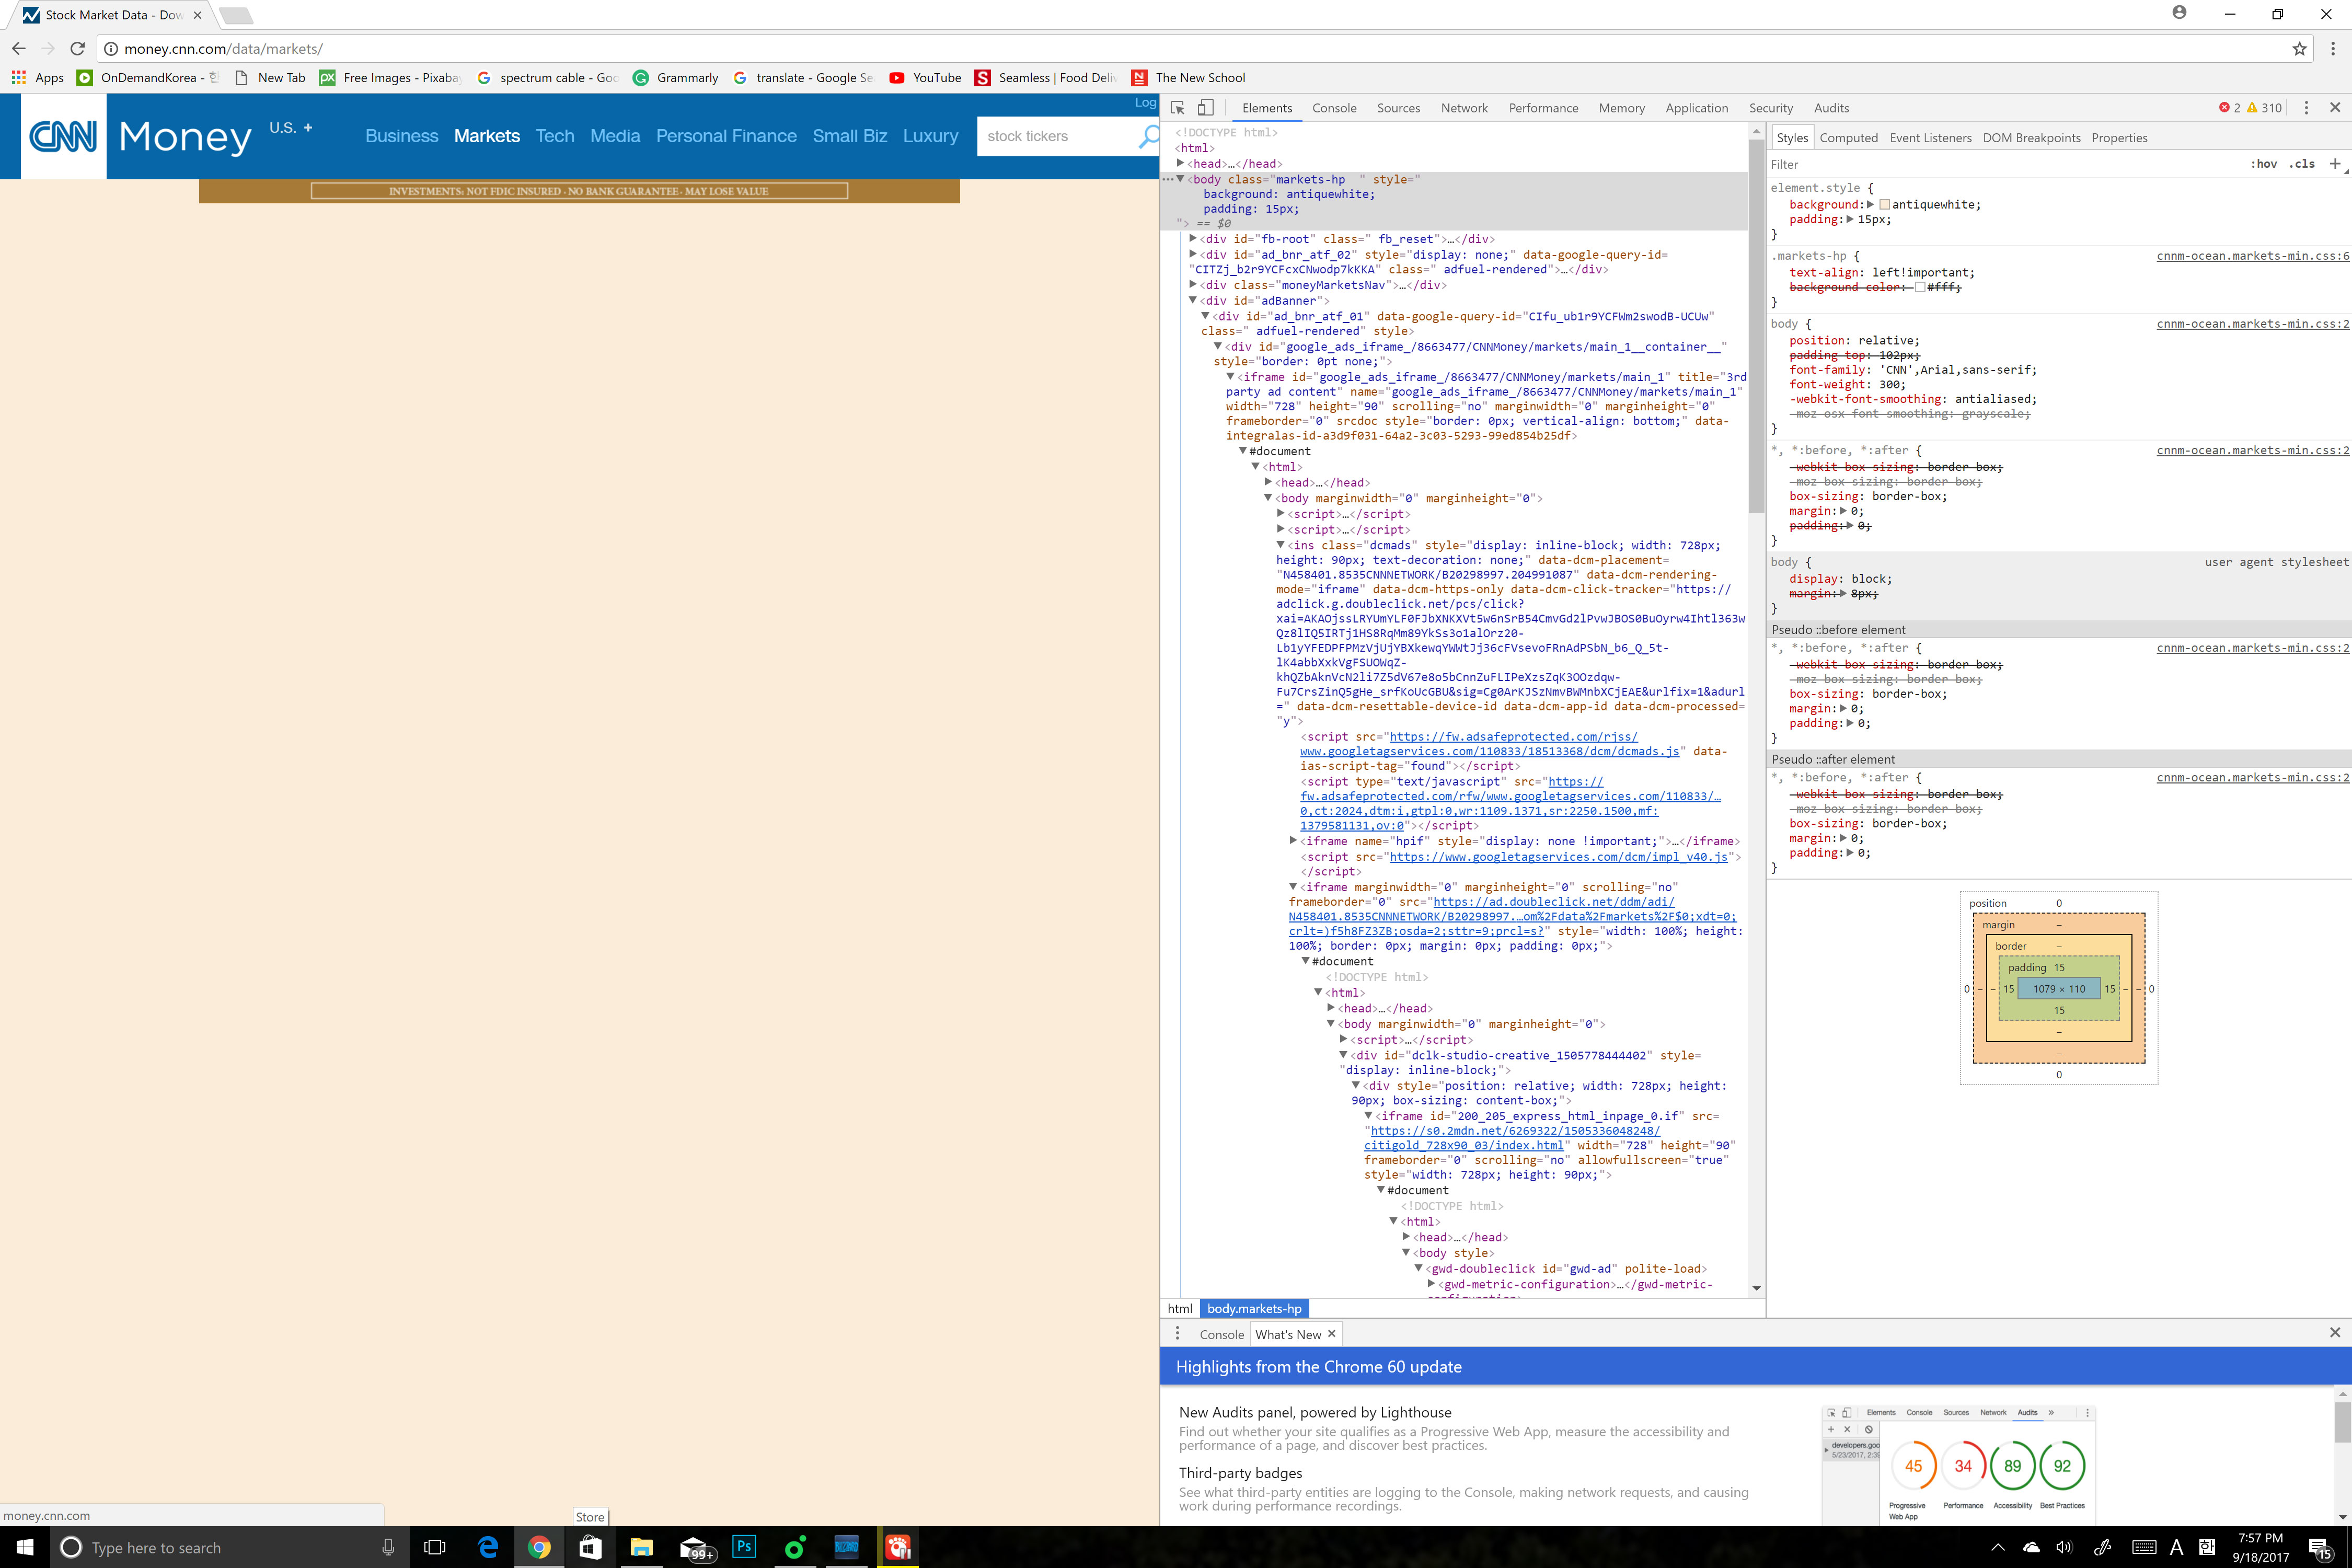 Stock Market Data - Dow
money.cnn.com/data/markets/
Apps
OnDemandKorea - 한
New Tab
Free Images - Pixaba
spectrum cable - Goo
Grammarly
translate - Google Se
YouTube
Seamless | Food Deli
The New School
CNN Money U.S. +
Log
Business Markets Tech Media Personal Finance Small Biz Luxury
stock tickers
INVESTMENTS: NOT FDIC INSURED · NO BANK GUARANTEE · MAY LOSE VALUE
Elements Console Sources Network Performance Memory Application Security Audits
2 310
<!DOCTYPE html>
<html>
<head>…</head>
<body class="markets-hp " style="
background: antiquewhite;
padding: 15px;
"> == $0
<div id="fb-root" class=" fb_reset">…</div>
<div id="ad_bnr_atf_02" style="display: none;" data-google-query-id=
"CITZj_b2r9YCFcxCNwodp7kKKA" class=" adfuel-rendered">…</div>
<div class="moneyMarketsNav">…</div>
<div id="adBanner">
<div id="ad_bnr_atf_01" data-google-query-id="CIfu_ub1r9YCFWm2swodB-UCUw"
class=" adfuel-rendered" style>
<div id="google_ads_iframe_/8663477/CNNMoney/markets/main_1__container__"
style="border: 0pt none;">
<iframe id="google_ads_iframe_/8663477/CNNMoney/markets/main_1" title="3rd
party ad content" name="google_ads_iframe_/8663477/CNNMoney/markets/main_1"
width="728" height="90" scrolling="no" marginwidth="0" marginheight="0"
frameborder="0" srcdoc style="border: 0px; vertical-align: bottom;" data-
integralas-id-a3d9f031-64a2-3c03-5293-99ed854b25df>
#document
<html>
<head>…</head>
<body marginwidth="0" marginheight="0">
<script>…</script>
<script>…</script>
<ins class="dcmads" style="display: inline-block; width: 728px;
height: 90px; text-decoration: none;" data-dcm-placement=
"N458401.8535CNNNETWORK/B20298997.204991087" data-dcm-rendering-
mode="iframe" data-dcm-https-only data-dcm-click-tracker="https://
adclick.g.doubleclick.net/pcs/click?
=" data-dcm-resettable-device-id data-dcm-app-id data-dcm-processed=
"y">
<script src="https://fw.adsafeprotected.com/rjss/
www.googletagservices.com/110833/18513368/dcm/dcmads.js" data-
ias-script-tag="found"></script>
<script type="text/javascript" src="https://
fw.adsafeprotected.com/rfw/www.googletagservices.com/110833/…
0,ct:2024,dtm:i,gtpl:0,wr:1109.1371,sr:2250.1500,mf:
1379581131,ov:0"></script>
<iframe name="hpif" style="display: none !important;">…</iframe>
<script src="https://www.googletagservices.com/dcm/impl_v40.js">
</script>
<iframe marginwidth="0" marginheight="0" scrolling="no"
frameborder="0" src="https://ad.doubleclick.net/ddm/adi/
N458401.8535CNNNETWORK/B20298997.…om%2Fdata%2Fmarkets%2F$0;xdt=0;
crlt=)f5h8FZ3ZB;osda=2;sttr=9;prcl=s?" style="width: 100%; height:
100%; border: 0px; margin: 0px; padding: 0px;">
#document
<!DOCTYPE html>
<html>
<head>…</head>
<body marginwidth="0" marginheight="0">
<script>…</script>
<div id="dclk-studio-creative_1505778444402" style=
"display: inline-block;">
<div style="position: relative; width: 728px; height:
90px; box-sizing: content-box;">
<iframe id="200_205_express_html_inpage_0.if" src=
"https://s0.2mdn.net/6269322/1505336048248/
citigold_728x90_03/index.html" width="728" height="90"
frameborder="0" scrolling="no" allowfullscreen="true"
style="width: 728px; height: 90px;">
#document
<!DOCTYPE html>
<html>
<head>…</head>
<body style>
<gwd-doubleclick id="gwd-ad" polite-load>
<gwd-metric-configuration>…</gwd-metric-
html body.markets-hp
Styles Computed Event Listeners DOM Breakpoints Properties
Filter :hov .cls +
element.style {
background: antiquewhite;
padding: 15px;
}
.markets-hp { cnnm-ocean.markets-min.css:6
text-align: left!important;
background-color: #fff;
}
body { cnnm-ocean.markets-min.css:2
position: relative;
padding-top: 102px;
font-family: 'CNN',Arial,sans-serif;
font-weight: 300;
-webkit-font-smoothing: antialiased;
-moz-osx-font-smoothing: grayscale;
}
*, *:before, *:after { cnnm-ocean.markets-min.css:2
-webkit-box-sizing: border-box;
-moz-box-sizing: border-box;
box-sizing: border-box;
margin: 0;
padding: 0;
}
body { user agent stylesheet
display: block;
margin: 8px;
}
Pseudo ::before element
*, *:before, *:after { cnnm-ocean.markets-min.css:2
-webkit-box-sizing: border-box;
-moz-box-sizing: border-box;
box-sizing: border-box;
margin: 0;
padding: 0;
}
Pseudo ::after element
*, *:before, *:after { cnnm-ocean.markets-min.css:2
-webkit-box-sizing: border-box;
-moz-box-sizing: border-box;
box-sizing: border-box;
margin: 0;
padding: 0;
}
position 0
margin –
border –
padding 15
0 – – 15 1079 × 110 15 – – 0
15
–
–
0
Console What's New
Highlights from the Chrome 60 update
New Audits panel, powered by Lighthouse
Find out whether your site qualifies as a Progressive Web App, measure the accessibility and
performance of a page, and discover best practices.
Third-party badges
See what third-party entities are logging to the Console, making network requests, and causing
work during performance recordings.
Elements Console Sources Network Audits »
developers.goo
45 34 89 92
Progressive Web App Performance Accessibility Best Practices
money.cnn.com
Store
Type here to search
99+
Ps
A 한
7:57 PM
9/18/2017
15